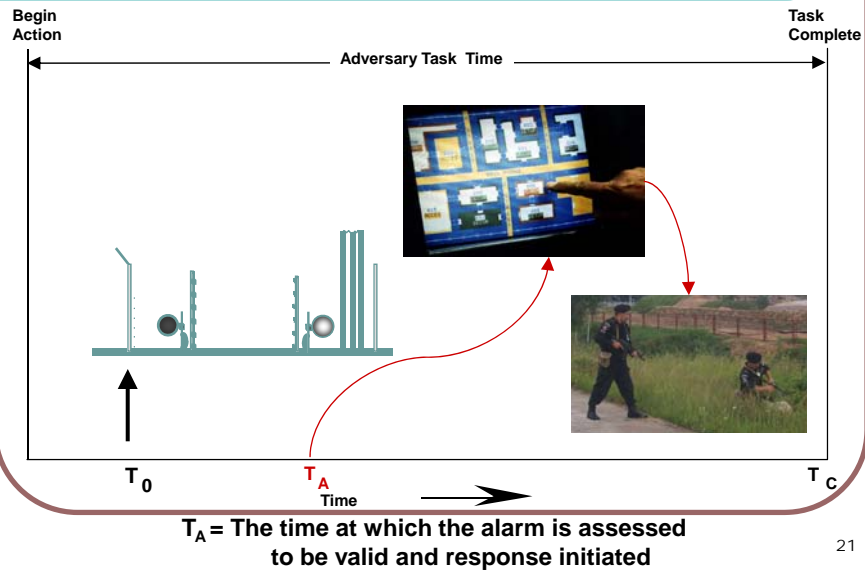 Begin
Action
Task
Complete
Adversary Task Time
T0
TA
TC
Time
TA = The time at which the alarm is assessed
to be valid and response initiated
21